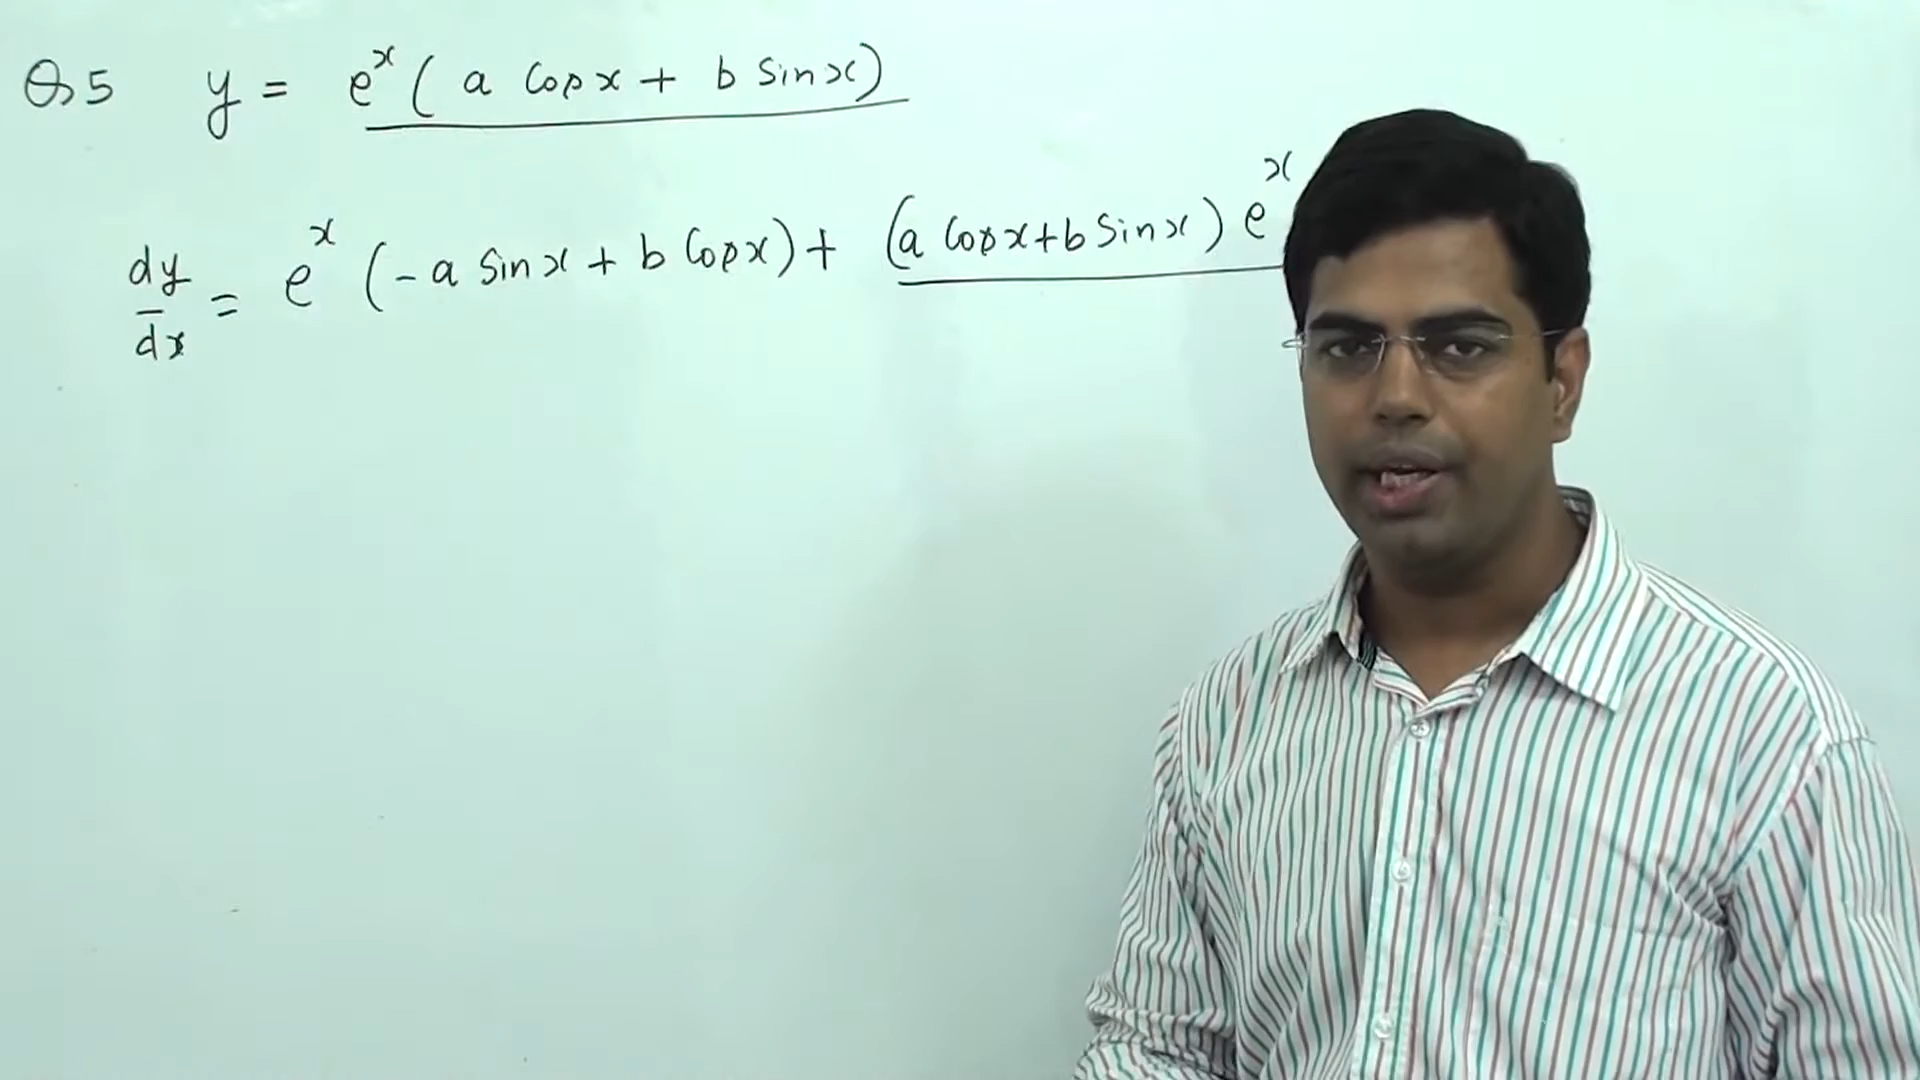 Q5 y = e^x ( a Cos x + b Sin x)
dy/dx = e^x (- a Sin x + b Cos x) + (a Cos x + b Sin x) e^x